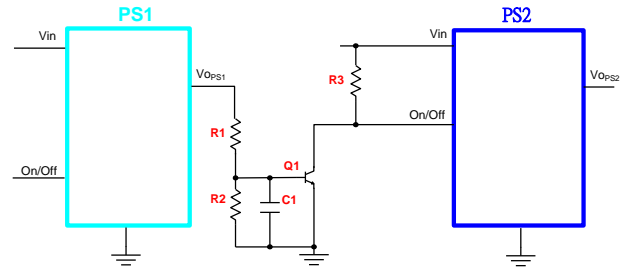 PS1
PS2
Vin
Vin
VoPS1
R3
VoPS2
On/Off
R1
Q1
On/Off
R2
C1